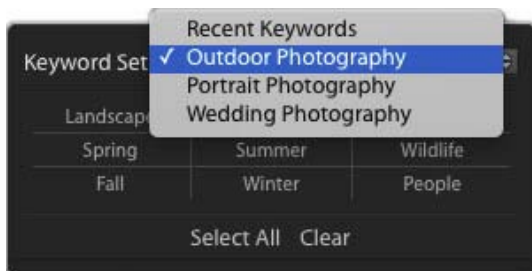 Recent Keywords
Keyword Set ✓ Outdoor Photography
Portrait Photography
Wedding Photography
Landscape
Spring Summer Wildlife
Fall Winter People
Select All Clear